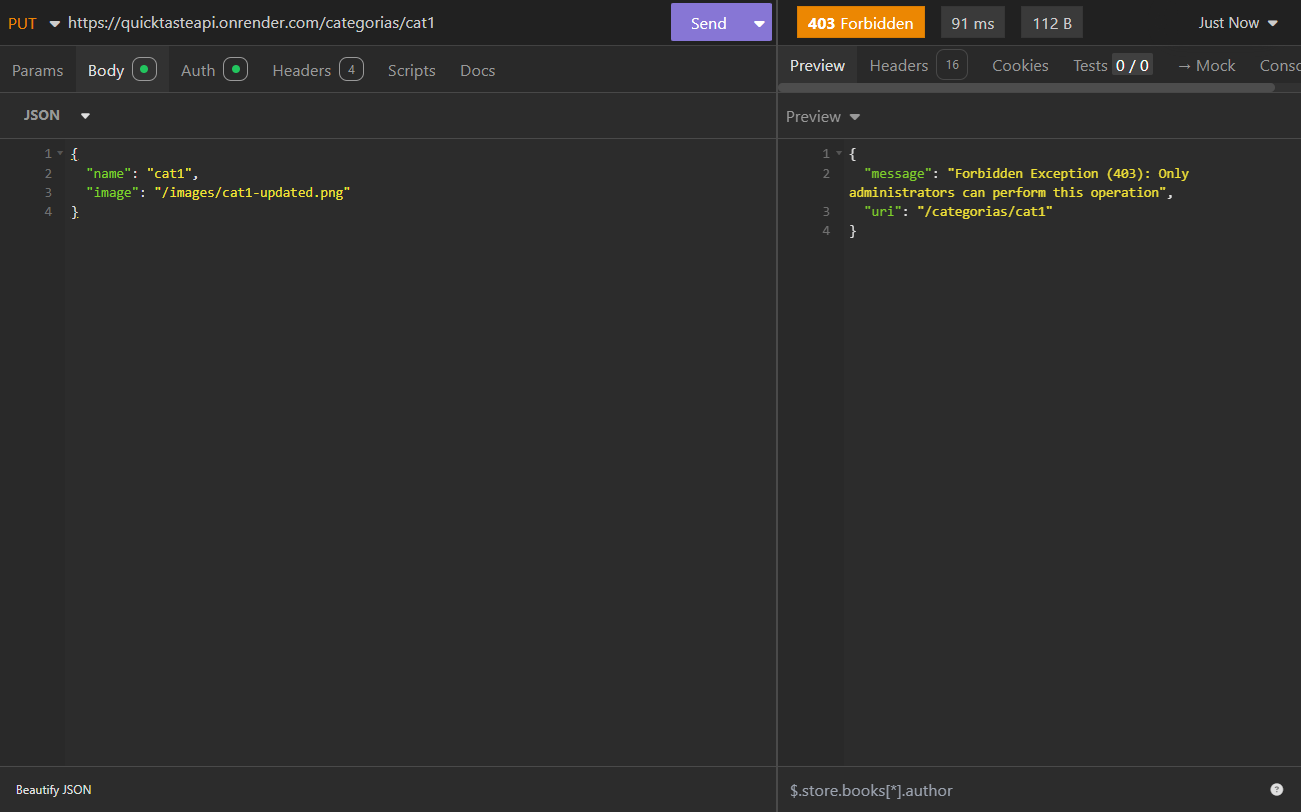 PUT https://quicktasteapi.onrender.com/categorias/cat1 Send
403 Forbidden 91 ms 112 B Just Now
Params Body Auth Headers 4 Scripts Docs
Preview Headers 16 Cookies Tests 0 / 0 → Mock Conso
JSON
Preview
1 {
2 "name": "cat1",
3 "image": "/images/cat1-updated.png"
4 }
1 {
2 "message": "Forbidden Exception (403): Only
administrators can perform this operation",
3 "uri": "/categorias/cat1"
4 }
Beautify JSON
$.store.books[*].author
?